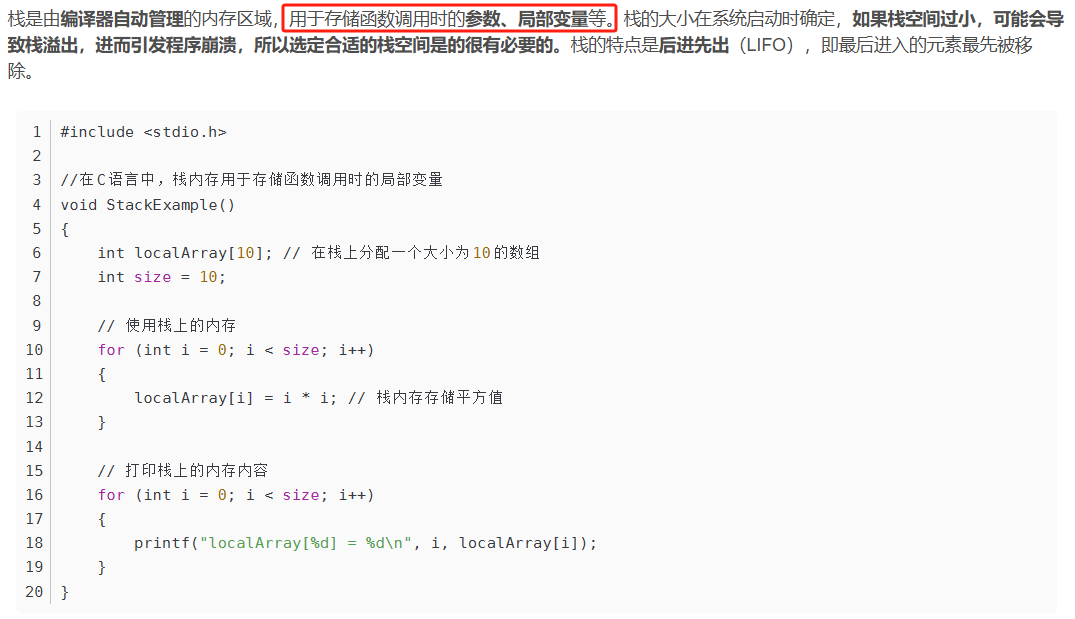 栈是由编译器自动管理的内存区域，用于存储函数调用时的参数、局部变量等。栈的大小在系统启动时确定，如果栈空间过小，可能会导
致栈溢出，进而引发程序崩溃，所以选定合适的栈空间是的很有必要的。栈的特点是后进先出（LIFO），即最后进入的元素最先被移
除。
1 #include <stdio.h>
2
3 //在C语言中，栈内存用于存储函数调用时的局部变量
4 void StackExample()
5 {
6     int localArray[10]; // 在栈上分配一个大小为10的数组
7     int size = 10;
8
9     // 使用栈上的内存
10     for (int i = 0; i < size; i++)
11     {
12         localArray[i] = i * i; // 栈内存存储平方值
13     }
14
15     // 打印栈上的内存内容
16     for (int i = 0; i < size; i++)
17     {
18         printf("localArray[%d] = %d\n", i, localArray[i]);
19     }
20 }